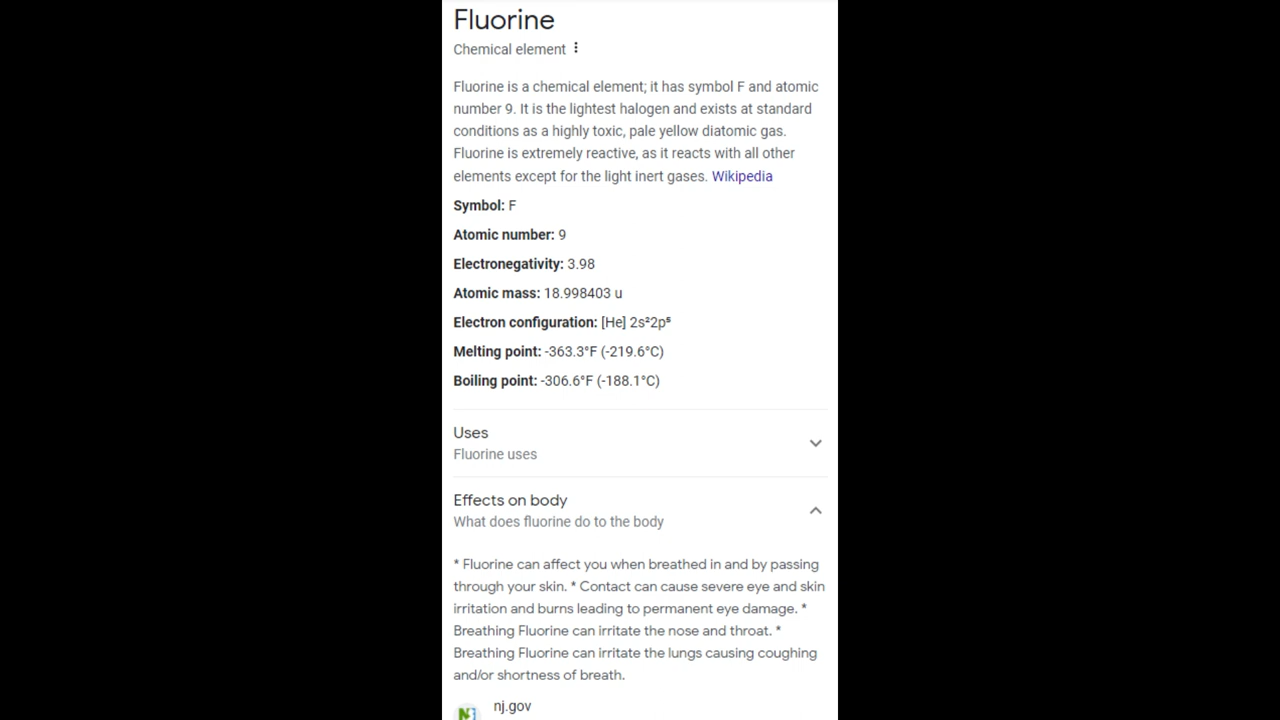 Fluorine
Chemical element
Fluorine is a chemical element; it has symbol F and atomic
number 9. It is the lightest halogen and exists at standard
conditions as a highly toxic, pale yellow diatomic gas.
Fluorine is extremely reactive, as it reacts with all other
elements except for the light inert gases. Wikipedia
Symbol: F
Atomic number: 9
Electronegativity: 3.98
Atomic mass: 18.998403 u
Electron configuration: [He] 2s²2p⁵
Melting point: -363.3°F (-219.6°C)
Boiling point: -306.6°F (-188.1°C)
Uses
Fluorine uses
Effects on body
What does fluorine do to the body
* Fluorine can affect you when breathed in and by passing
through your skin. * Contact can cause severe eye and skin
irritation and burns leading to permanent eye damage. *
Breathing Fluorine can irritate the nose and throat. *
Breathing Fluorine can irritate the lungs causing coughing
and/or shortness of breath.
nj.gov